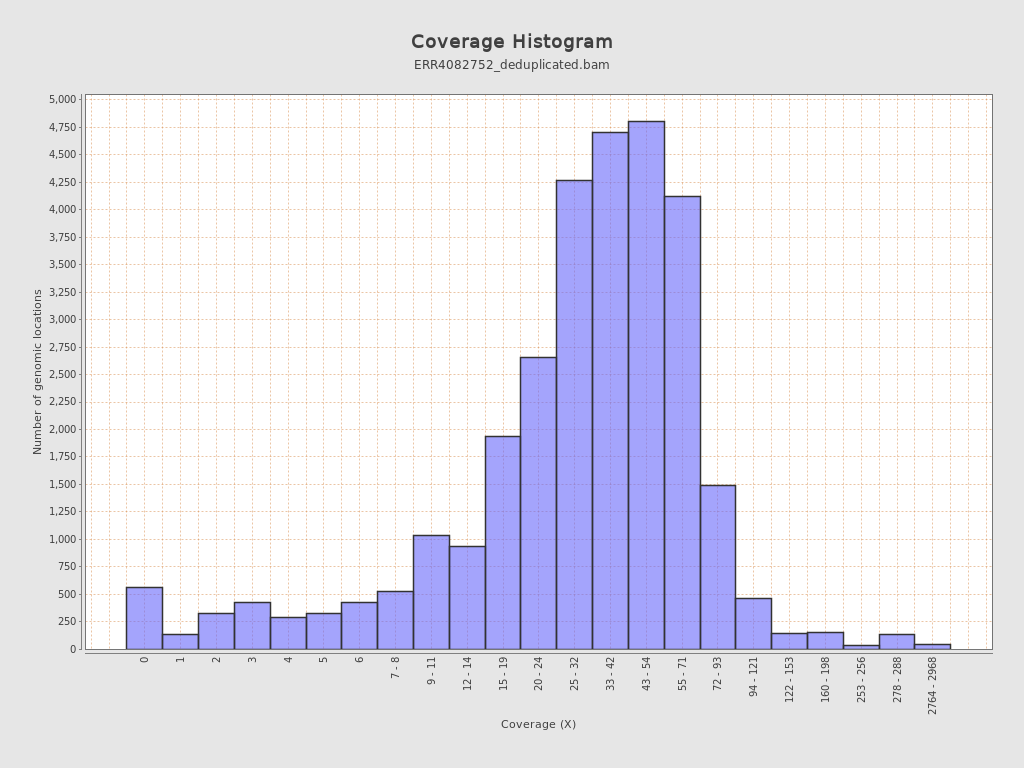 Coverage Histogram
ERR4082752_deduplicated.bam
5,000
4,750
4,500
4,250
4,000
3,750
3,500
3,250
3,000
2,750
2,500
2,250
2,000
1,750
1,500
1,250
1,000
750
500
250
0
Number of genomic locations
0
1
2
3
4
5
6
7 - 8
9 - 11
12 - 14
15 - 19
20 - 24
25 - 32
33 - 42
43 - 54
55 - 71
72 - 93
94 - 121
122 - 153
160 - 198
253 - 256
278 - 288
2764 - 2968
Coverage (X)